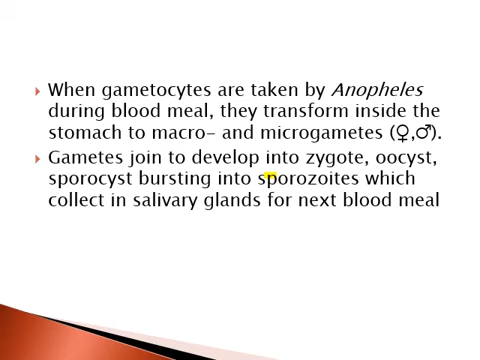 When gametocytes are taken by Anopheles
during blood meal, they transform inside the
stomach to macro- and microgametes (♀,♂).
Gametes join to develop into zygote, oocyst,
sporocyst bursting into sporozoites which
collect in salivary glands for next blood meal